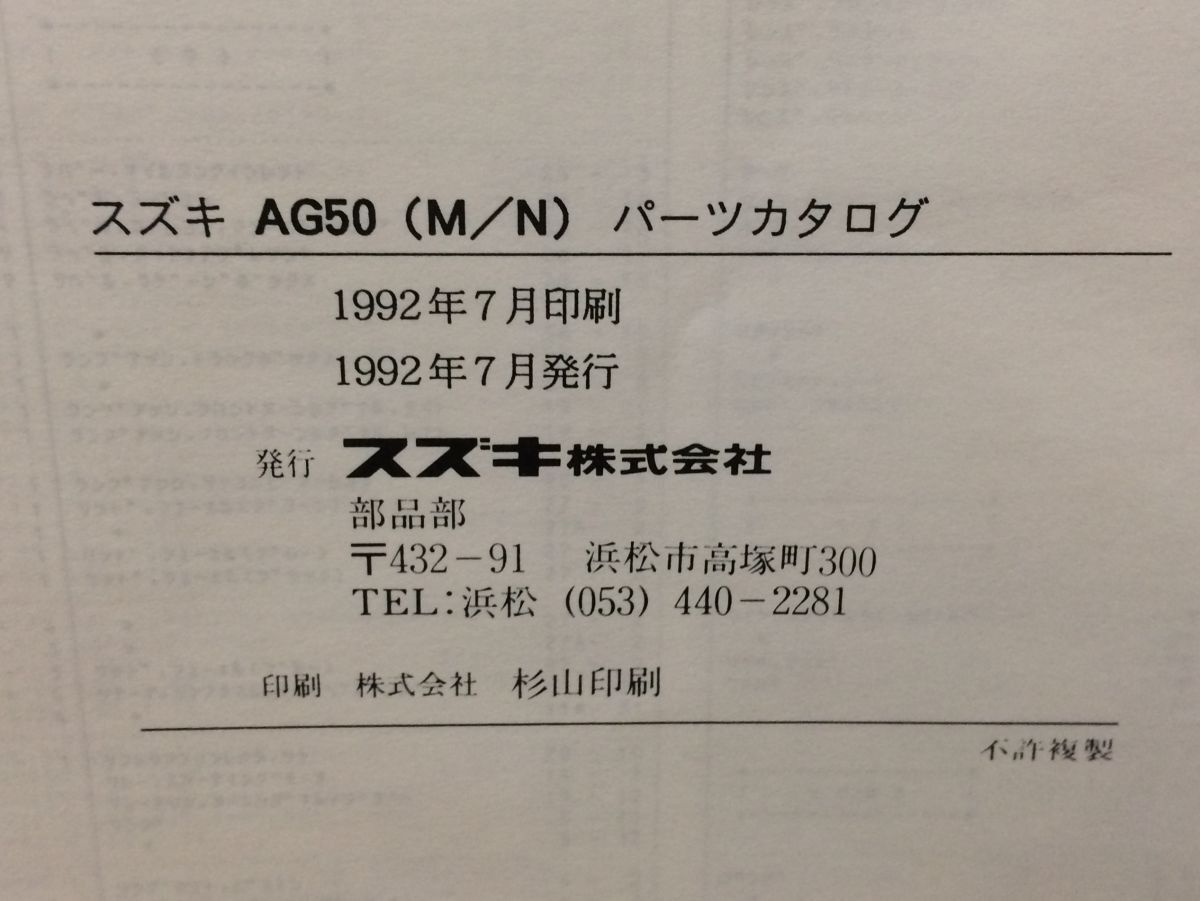 スズキ AG50（M／N） パーツカタログ
1992年7月印刷
1992年7月発行
発行 スズキ株式会社
部品部
〒432－91 浜松市高塚町300
TEL：浜松 (053) 440－2281
印刷 株式会社 杉山印刷
不許複製